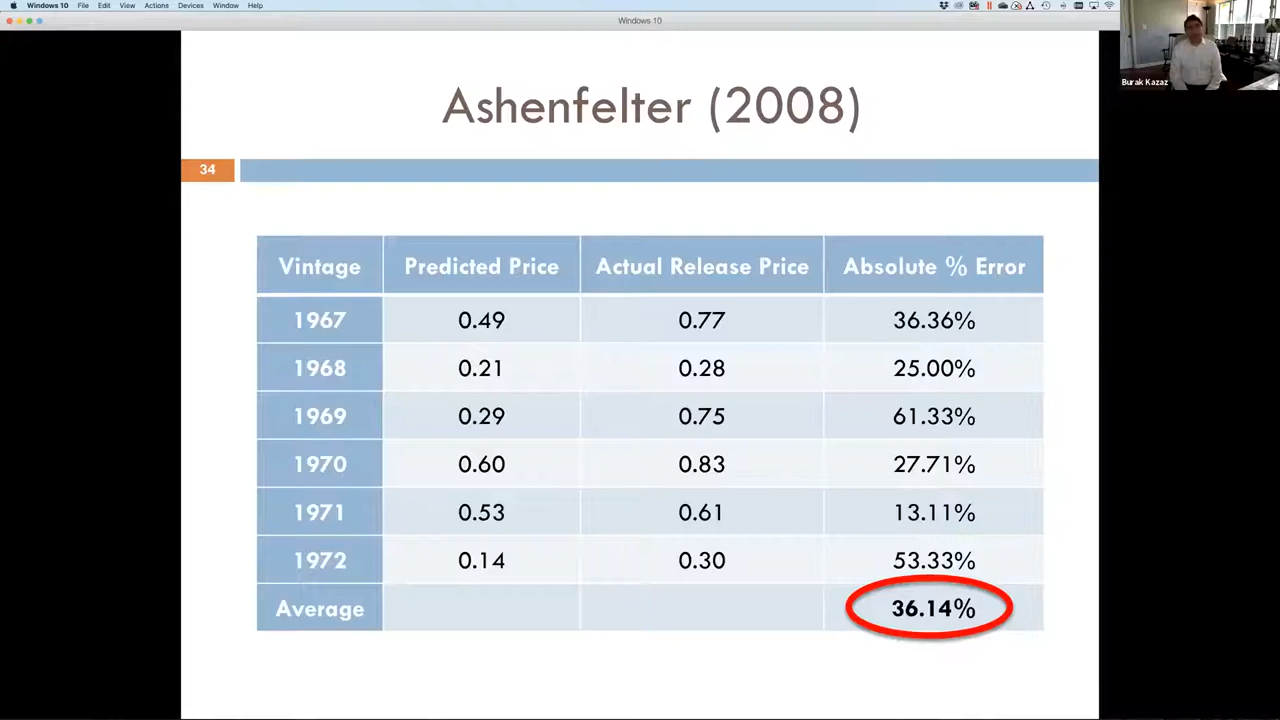 Windows 10 File Edit View Actions Devices Window Help
Windows 10
Burak Kazaz
Ashenfelter (2008)
34
Vintage Predicted Price Actual Release Price Absolute % Error
1967 0.49 0.77 36.36%
1968 0.21 0.28 25.00%
1969 0.29 0.75 61.33%
1970 0.60 0.83 27.71%
1971 0.53 0.61 13.11%
1972 0.14 0.30 53.33%
Average 36.14%